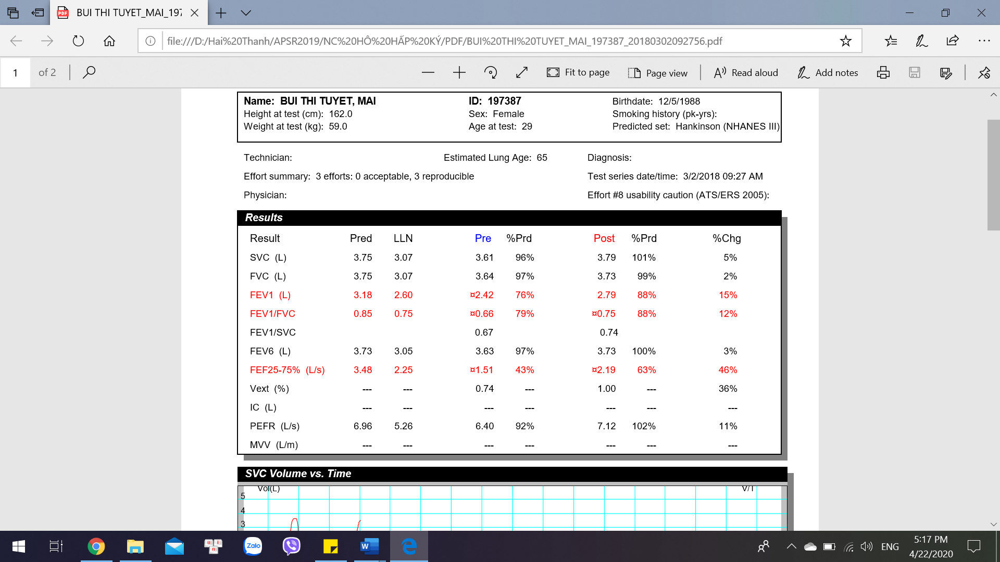 BUI THI TUYET_MAI_197
file:///D:/Hai%20Thanh/APSR2019/NC%20HÔ%20HẤP%20KÝ/PDF/BUI%20THI%20TUYET_MAI_197387_20180302092756.pdf
1 of 2 Fit to page Page view Read aloud Add notes
Name: BUI THI TUYET, MAI ID: 197387 Birthdate: 12/5/1988
Height at test (cm): 162.0 Sex: Female Smoking history (pk-yrs):
Weight at test (kg): 59.0 Age at test: 29 Predicted set: Hankinson (NHANES III)
Technician: Estimated Lung Age: 65 Diagnosis:
Effort summary: 3 efforts: 0 acceptable, 3 reproducible Test series date/time: 3/2/2018 09:27 AM
Physician: Effort #8 usability caution (ATS/ERS 2005):
Results
Result Pred LLN Pre %Prd Post %Prd %Chg
SVC (L) 3.75 3.07 3.61 96% 3.79 101% 5%
FVC (L) 3.75 3.07 3.64 97% 3.73 99% 2%
FEV1 (L) 3.18 2.60 ¤2.42 76% 2.79 88% 15%
FEV1/FVC 0.85 0.75 ¤0.66 79% ¤0.75 88% 12%
FEV1/SVC 0.67 0.74
FEV6 (L) 3.73 3.05 3.63 97% 3.73 100% 3%
FEF25-75% (L/s) 3.48 2.25 ¤1.51 43% ¤2.19 63% 46%
Vext (%) --- --- 0.74 --- 1.00 --- 36%
IC (L) --- --- --- --- --- --- ---
PEFR (L/s) 6.96 5.26 6.40 92% 7.12 102% 11%
MVV (L/m) --- --- --- --- --- --- ---
SVC Volume vs. Time
Vol(L) V/T
5
4
3
Zalo
ENG
5:17 PM
4/22/2020